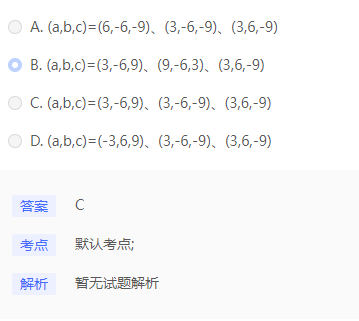 A. (a,b,c)=(6,-6,-9)、(3,-6,-9)、(3,6,-9)
B. (a,b,c)=(3,-6,9)、(9,-6,3)、(3,6,-9)
C. (a,b,c)=(3,-6,9)、(3,-6,-9)、(3,6,-9)
D. (a,b,c)=(-3,6,9)、(3,-6,-9)、(3,6,-9)
答案 C
考点 默认考点;
解析 暂无试题解析